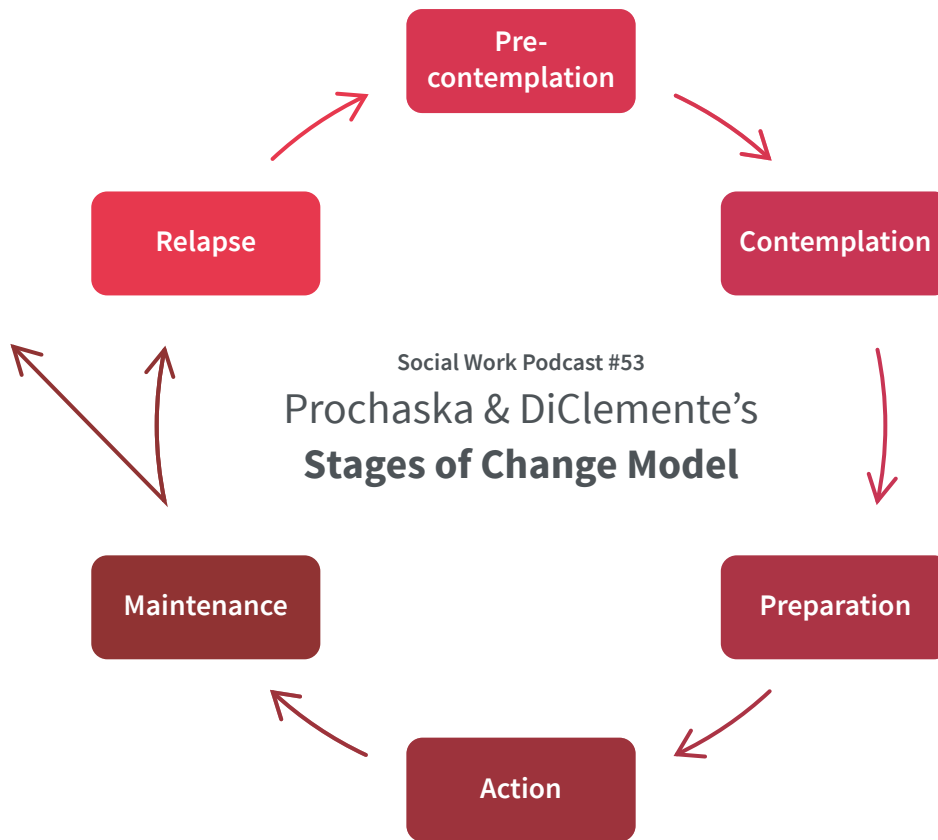 Pre-
contemplation
Relapse
Contemplation
Social Work Podcast #53
Prochaska & DiClemente’s
Stages of Change Model
Maintenance
Preparation
Action